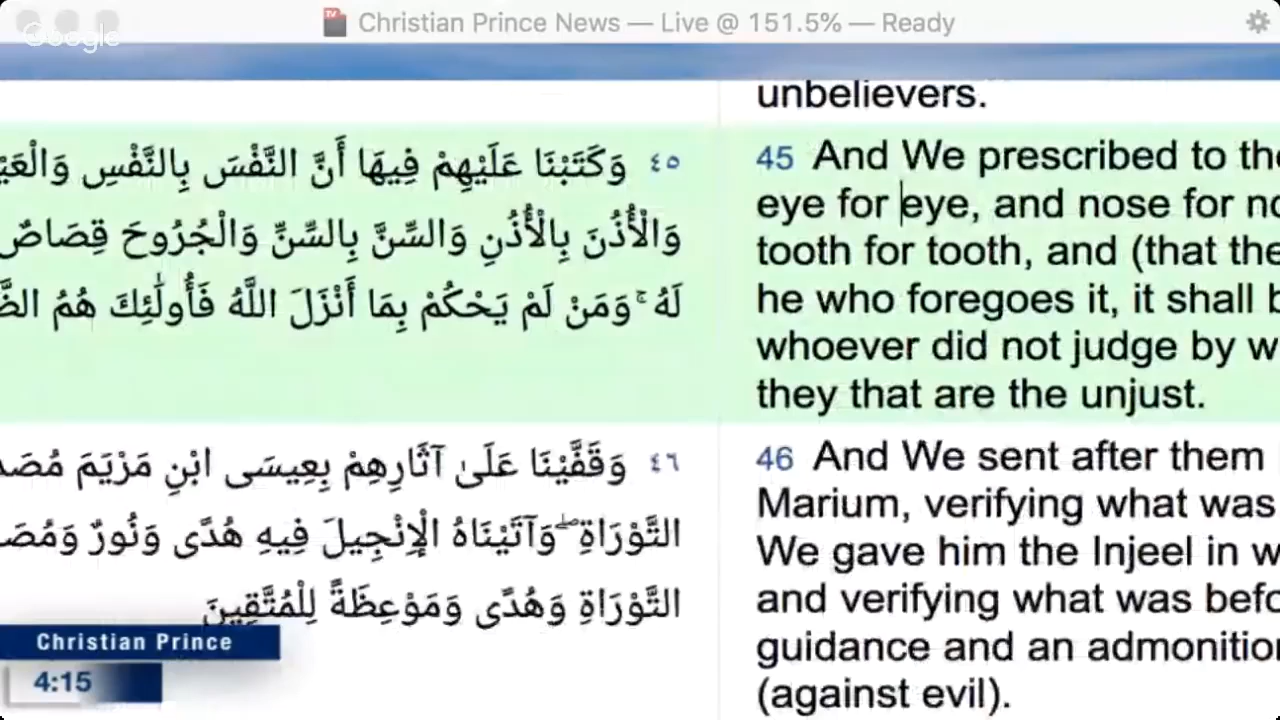 Google
Christian Prince News — Live @ 151.5% — Ready
unbelievers.
٤٥ وَكَتَبْنَا عَلَيْهِمْ فِيهَا أَنَّ النَّفْسَ بِالنَّفْسِ
وَالْأُذُنَ بِالْأُذُنِ وَالسِّنَّ بِالسِّنِّ وَالْجُرُوحَ قِصَاصٌ
لَهُ ۚ وَمَنْ لَمْ يَحْكُمْ بِمَا أَنْزَلَ اللَّهُ فَأُولَٰئِكَ هُمُ
45 And We prescribed to
eye for eye, and nose for
tooth for tooth, and (that
he who foregoes it, it shall
whoever did not judge by
they that are the unjust.
٤٦ وَقَفَّيْنَا عَلَىٰ آثَارِهِمْ بِعِيسَى ابْنِ مَرْيَمَ
التَّوْرَاةِ ۖ وَآتَيْنَاهُ الْإِنْجِيلَ فِيهِ هُدًى وَنُورٌ
التَّوْرَاةِ وَهُدًى وَمَوْعِظَةً لِلْمُتَّقِينَ
46 And We sent after them
Marium, verifying what was
We gave him the Injeel in
and verifying what was
guidance and an
(against evil).
Christian Prince
4:15